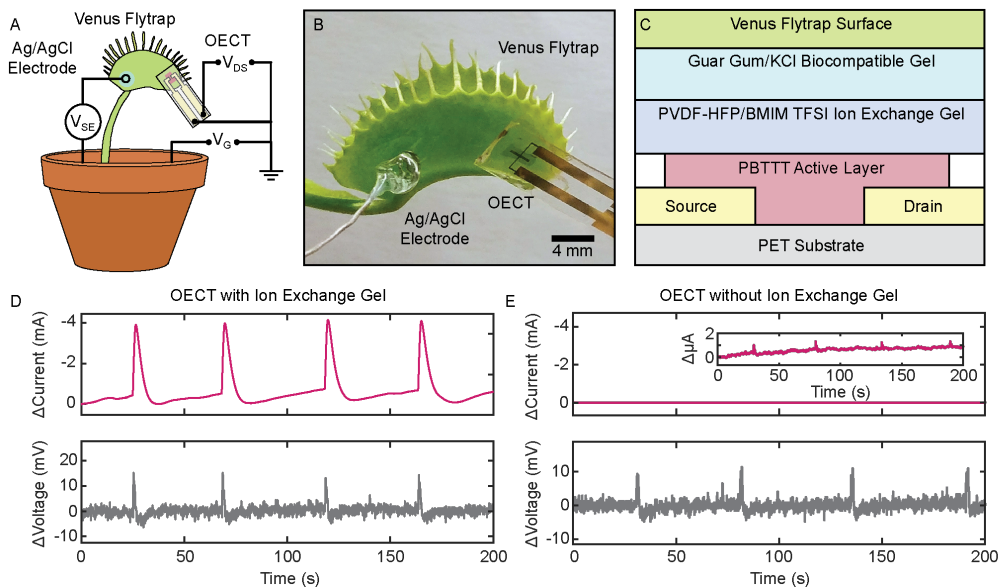 A
Venus Flytrap
Ag/AgCl
Electrode
OECT
VDS
VSE
VG
B
Venus Flytrap
OECT
Ag/AgCl
Electrode
4 mm
C
Venus Flytrap Surface
Guar Gum/KCl Biocompatible Gel
PVDF-HFP/BMIM TFSI Ion Exchange Gel
PBTTT Active Layer
Source
Drain
PET Substrate
D
OECT with Ion Exchange Gel
ΔCurrent (mA)
-4
-2
0
ΔVoltage (mV)
20
10
0
-10
0
50
100
150
200
Time (s)
E
OECT without Ion Exchange Gel
ΔCurrent (mA)
-4
-2
0
ΔµA
2
0
0
50
100
150
200
Time (s)
ΔVoltage (mV)
10
0
-10
0
50
100
150
200
Time (s)